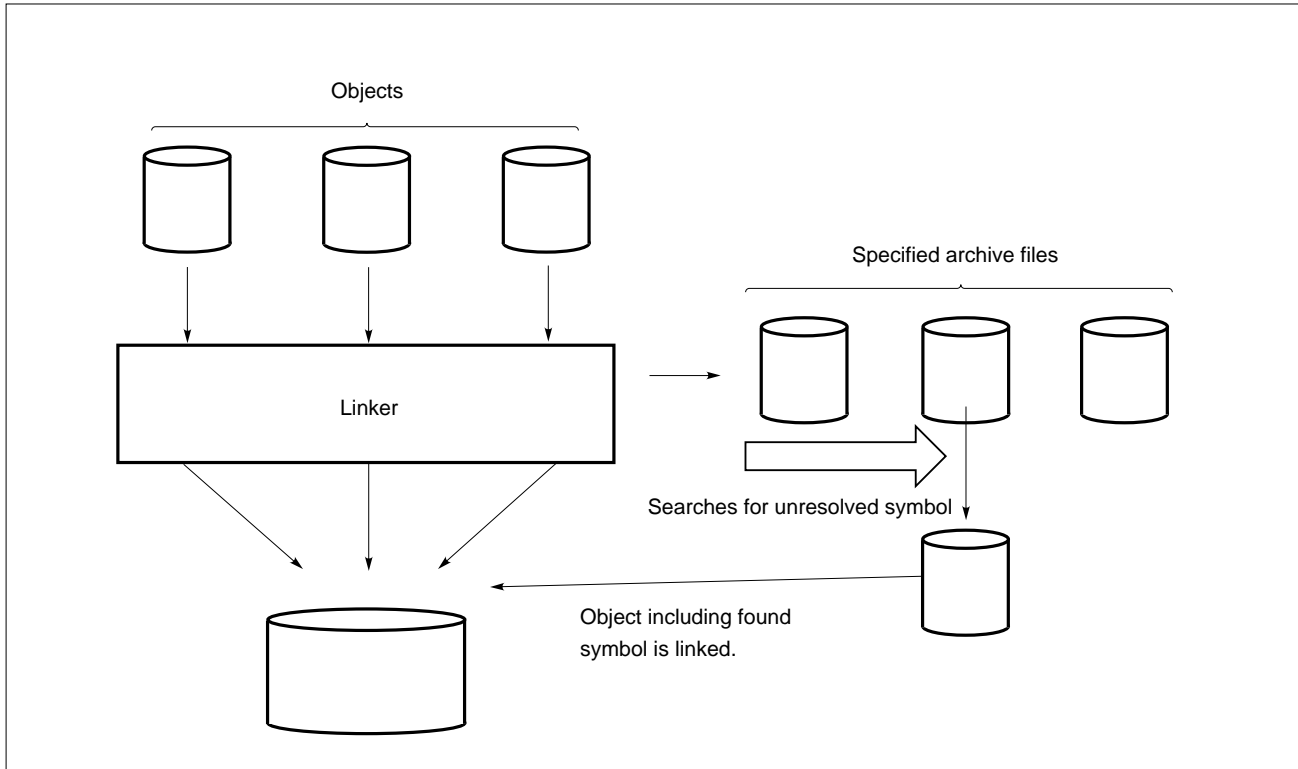 Objects
Specified archive files
Linker
Searches for unresolved symbol
Object including found
symbol is linked.